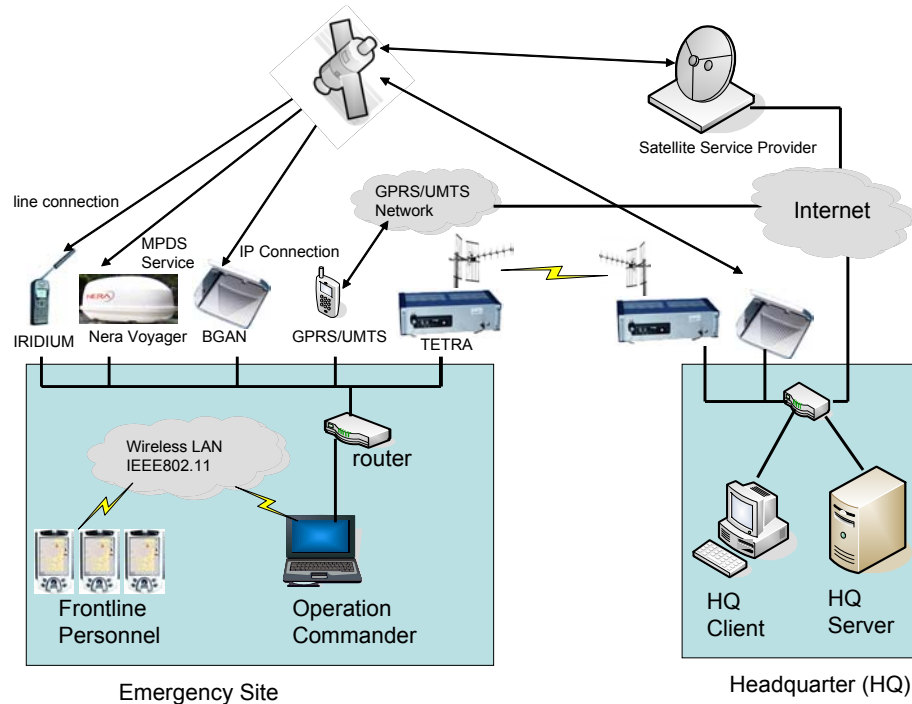 Satellite Service Provider
line connection
GPRS/UMTS
Network
Internet
MPDS
Service
IP Connection
NERA
IRIDIUM
Nera Voyager
BGAN
GPRS/UMTS
TETRA
Wireless LAN
IEEE802.11
router
Frontline
Personnel
Operation
Commander
HQ
Client
HQ
Server
Emergency Site
Headquarter (HQ)